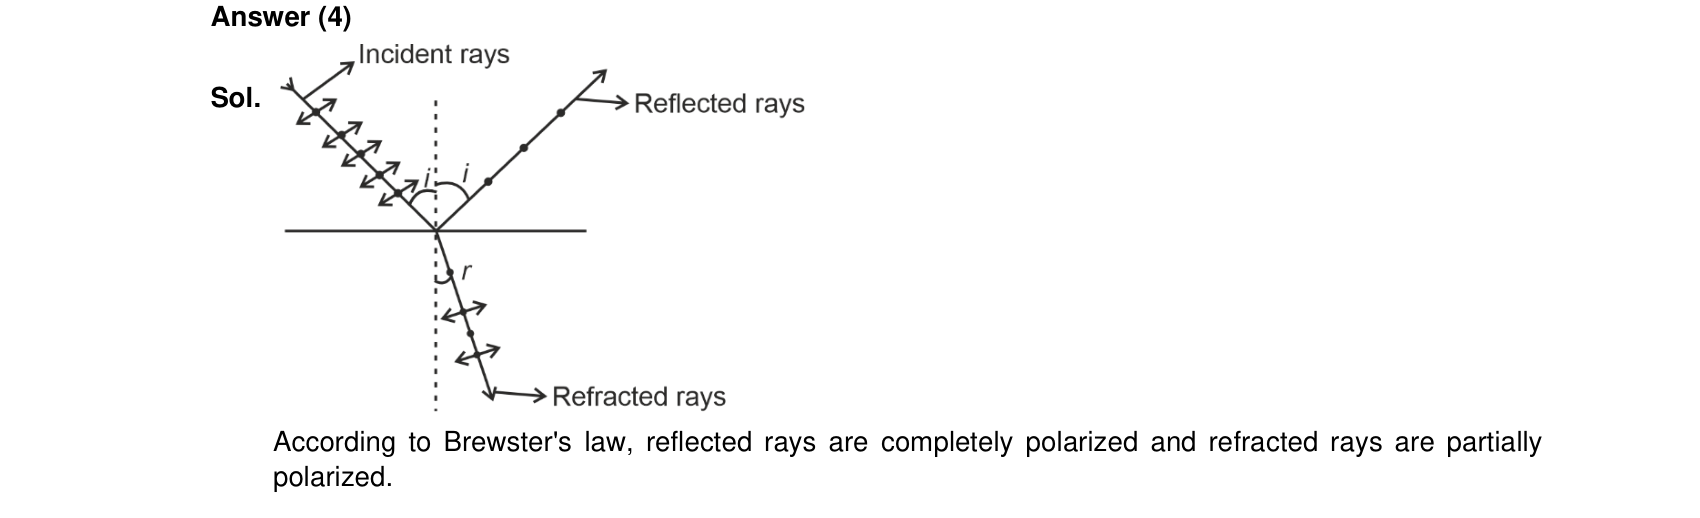 Answer (4)
Incident rays
Sol.
Reflected rays
i
i
r
Refracted rays
According to Brewster's law, reflected rays are completely polarized and refracted rays are partially
polarized.